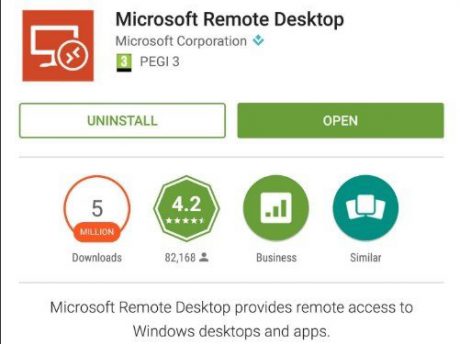 Microsoft Remote Desktop
Microsoft Corporation
3 PEGI 3
UNINSTALL
OPEN
5
MILLION
Downloads
4.2
82,168
Business
Similar
Microsoft Remote Desktop provides remote access to
Windows desktops and apps.